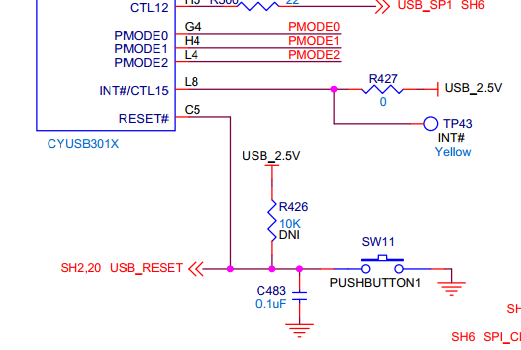 CTL12 H5 R500 22 USB_SP1 SH6
PMODE0 G4 PMODE0
PMODE1 H4 PMODE1
PMODE2 L4 PMODE2
INT#/CTL15 L8 R427 0 USB_2.5V
RESET# C5 TP43
INT#
Yellow
CYUSB301X
USB_2.5V
R426
10K
DNI
SW11
SH2,20 USB_RESET
PUSHBUTTON1
C483
0.1uF
SH
SH6 SPI_C